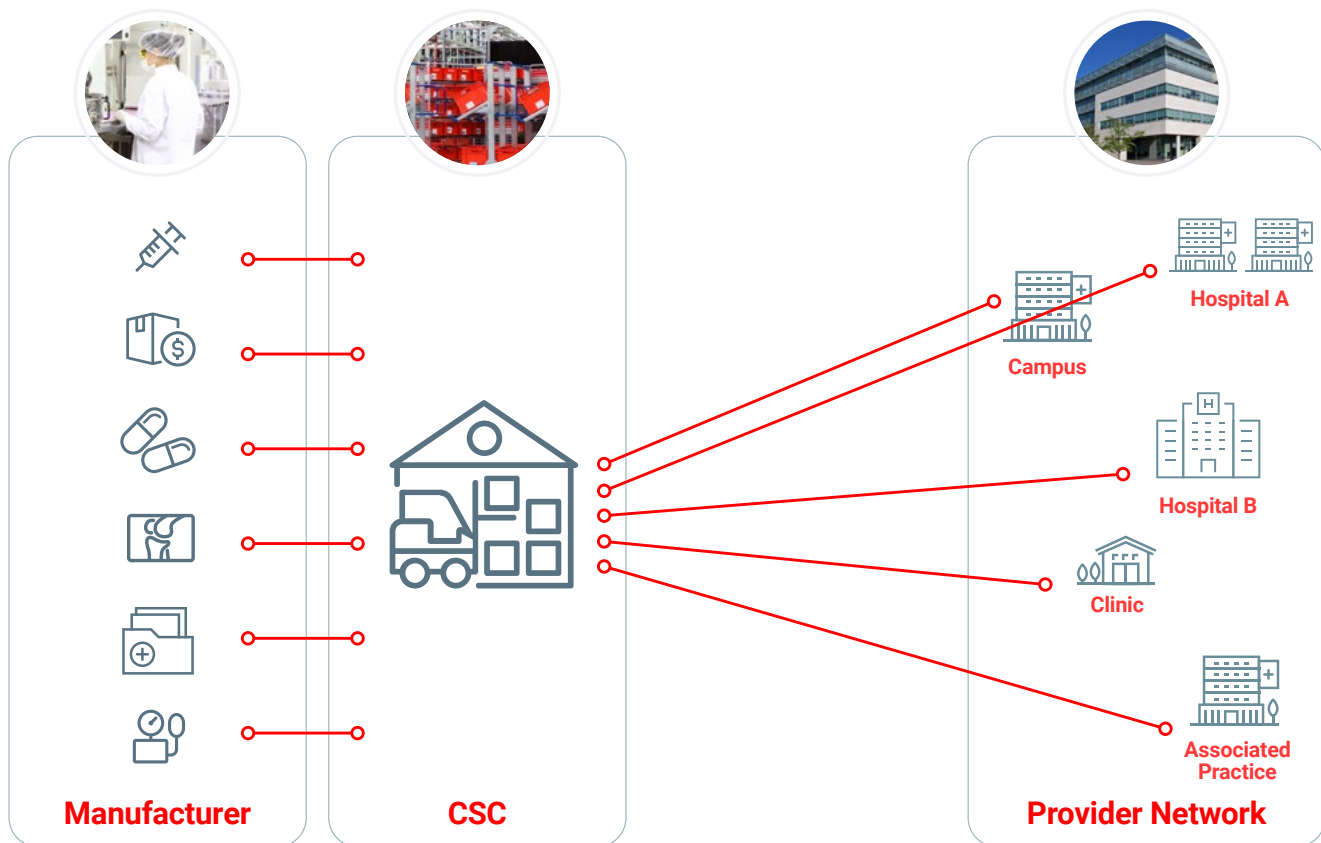 Hospital A
Campus
Hospital B
Clinic
Associated
Practice
Manufacturer
CSC
Provider Network